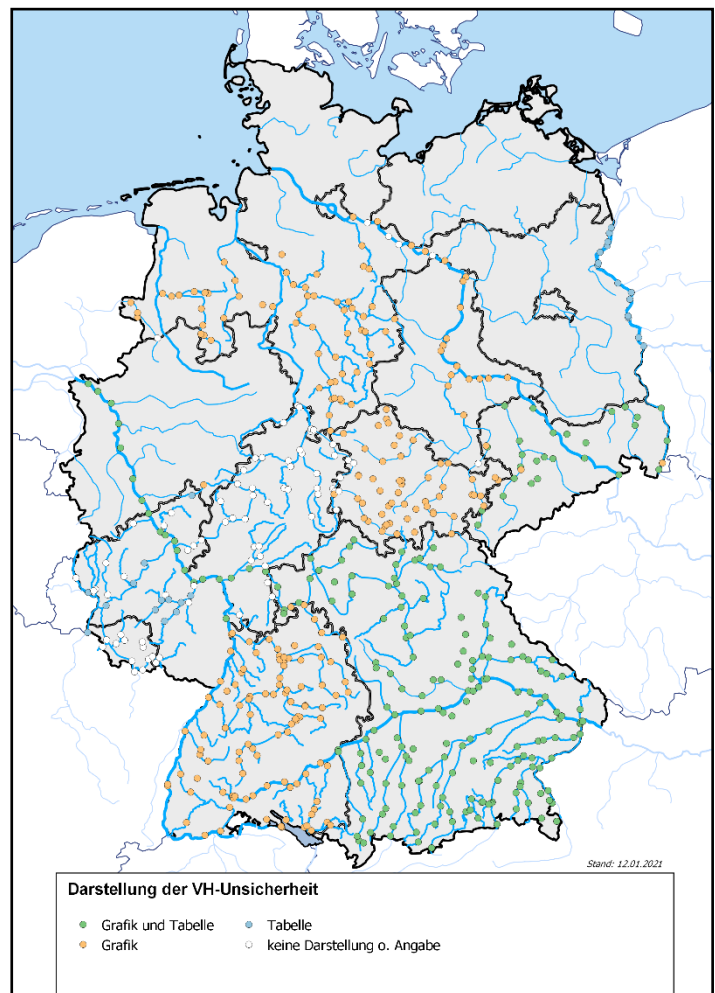 Stand: 12.01.2021
Darstellung der VH-Unsicherheit
Grafik und Tabelle
Tabelle
Grafik
keine Darstellung o. Angabe